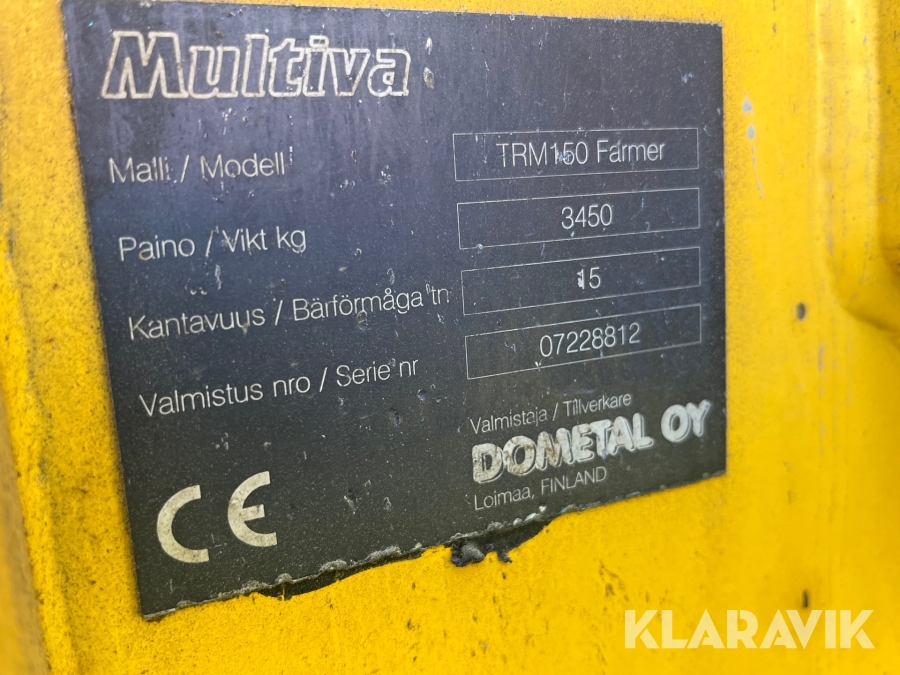 Multiva
Malli / Modell TRM150 Farmer
Paino / Vikt kg 3450
Kantavuus / Bärförmåga tn 15
Valmistus nro / Serie nr 07228812
Valmistaja / Tillverkare
DOMETAL OY
Loimaa, FINLAND
CE
KLARAVIK